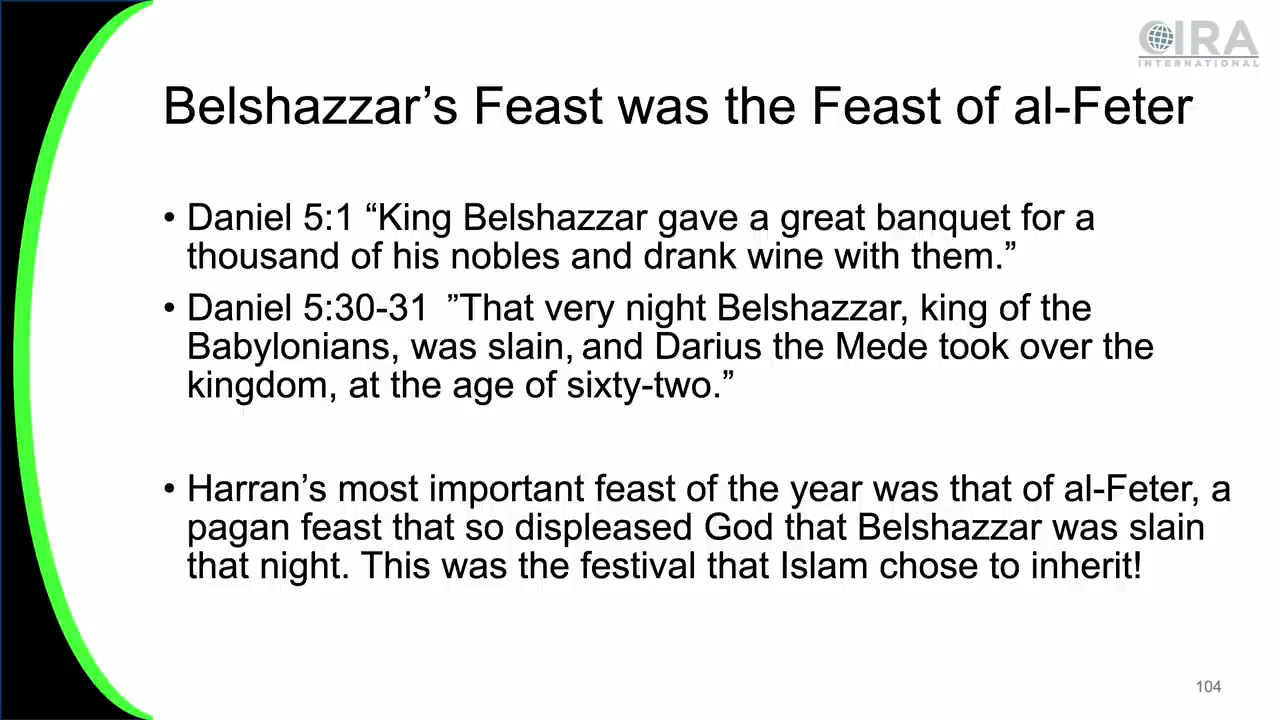 CIRA
INTERNATIONAL
Belshazzar’s Feast was the Feast of al-Feter
• Daniel 5:1 “King Belshazzar gave a great banquet for a
thousand of his nobles and drank wine with them.”
• Daniel 5:30-31 ”That very night Belshazzar, king of the
Babylonians, was slain, and Darius the Mede took over the
kingdom, at the age of sixty-two.”
• Harran’s most important feast of the year was that of al-Feter, a
pagan feast that so displeased God that Belshazzar was slain
that night. This was the festival that Islam chose to inherit!
104